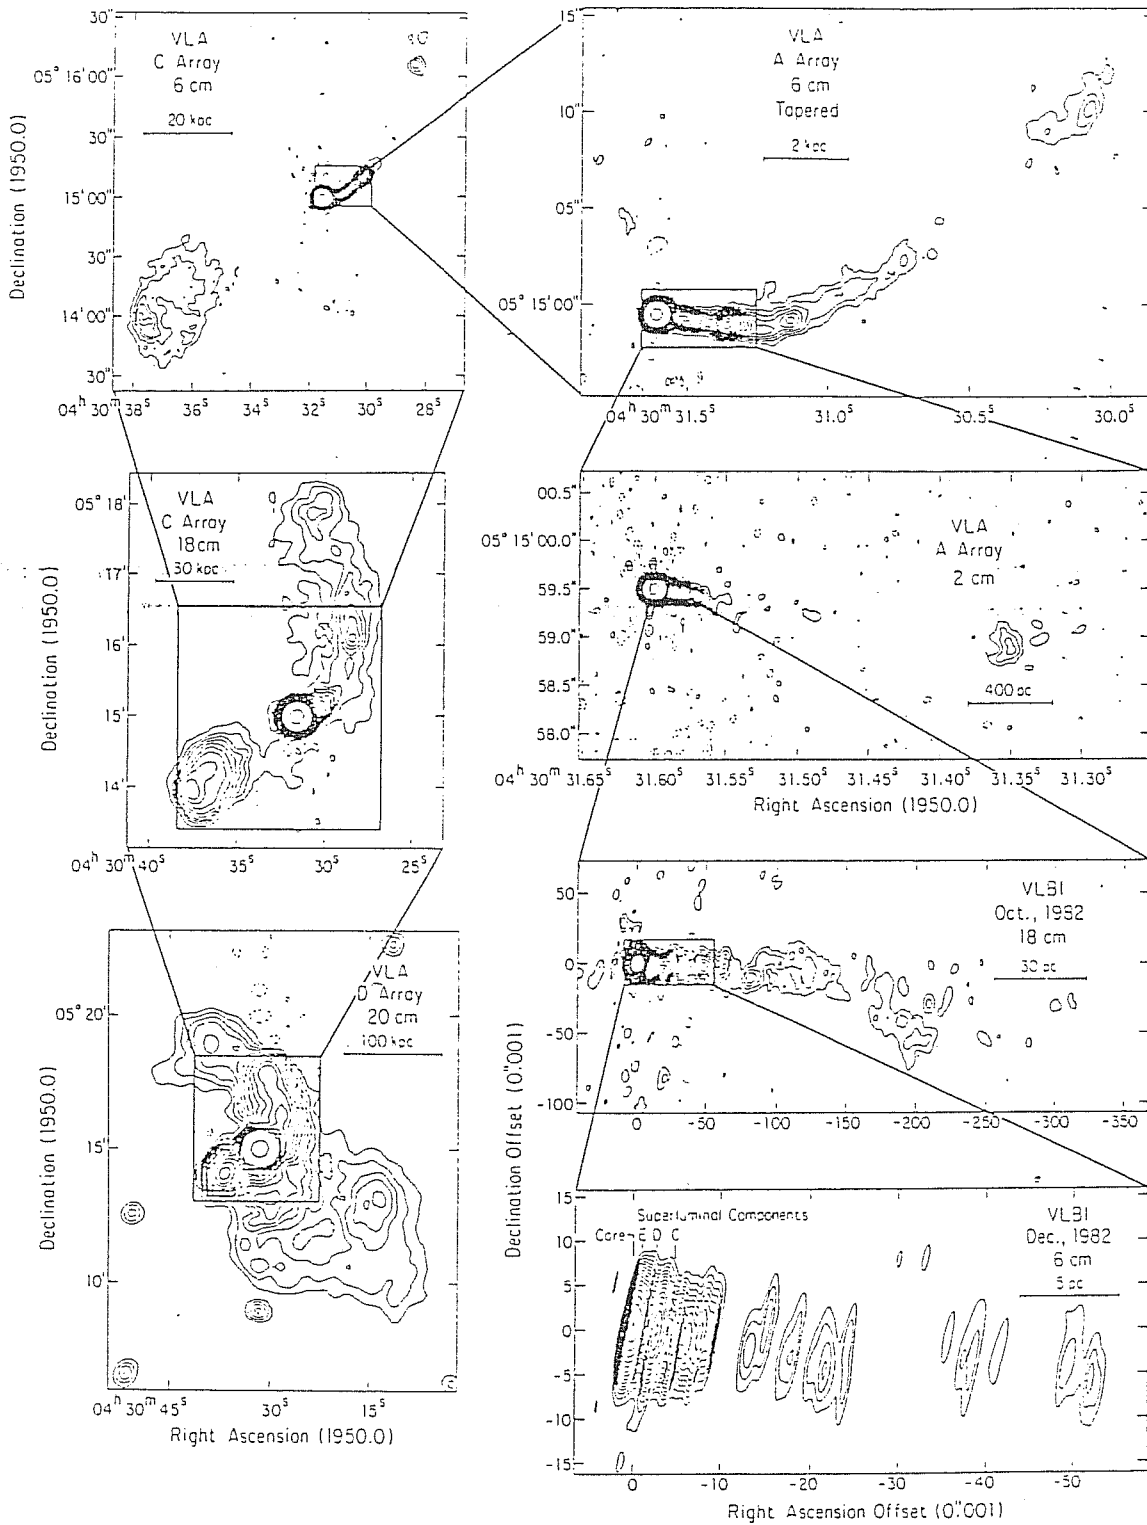 VLA
C Array
6 cm
20 kpc
30"
05° 16' 00"
30"
15' 00"
30"
14' 00"
30"
Declination (1950.0)
04ʰ 30ᵐ 38ˢ 36ˢ 34ˢ 32ˢ 30ˢ 28ˢ
VLA
A Array
6 cm
Tapered
2 kpc
15"
10"
05"
05° 15' 00"
04ʰ 30ᵐ 31.5ˢ 31.0ˢ 30.5ˢ 30.0ˢ
VLA
C Array
18 cm
30 kpc
05° 18'
17'
16'
15'
14'
Declination (1950.0)
04ʰ 30ᵐ 40ˢ 35ˢ 30ˢ 25ˢ
VLA
A Array
2 cm
400 pc
00.5"
05° 15' 00.0"
59.5"
59.0"
58.5"
58.0"
04ʰ 30ᵐ 31.65ˢ 31.60ˢ 31.55ˢ 31.50ˢ 31.45ˢ 31.40ˢ 31.35ˢ 31.30ˢ
Right Ascension (1950.0)
VLA
D Array
20 cm
100 kpc
05° 20'
15'
10'
Declination (1950.0)
04ʰ 30ᵐ 45ˢ 30ˢ 15ˢ
Right Ascension (1950.0)
VLBI
Oct., 1982
18 cm
30 pc
50
0
-50
-100
0 -50 -100 -150 -200 -250 -300 -350
Declination Offset (0."001)
Superluminal Components
Core E D C
VLBI
Dec., 1982
6 cm
5 pc
15
10
5
0
-5
-10
-15
0 -10 -20 -30 -40 -50
Right Ascension Offset (0."001)